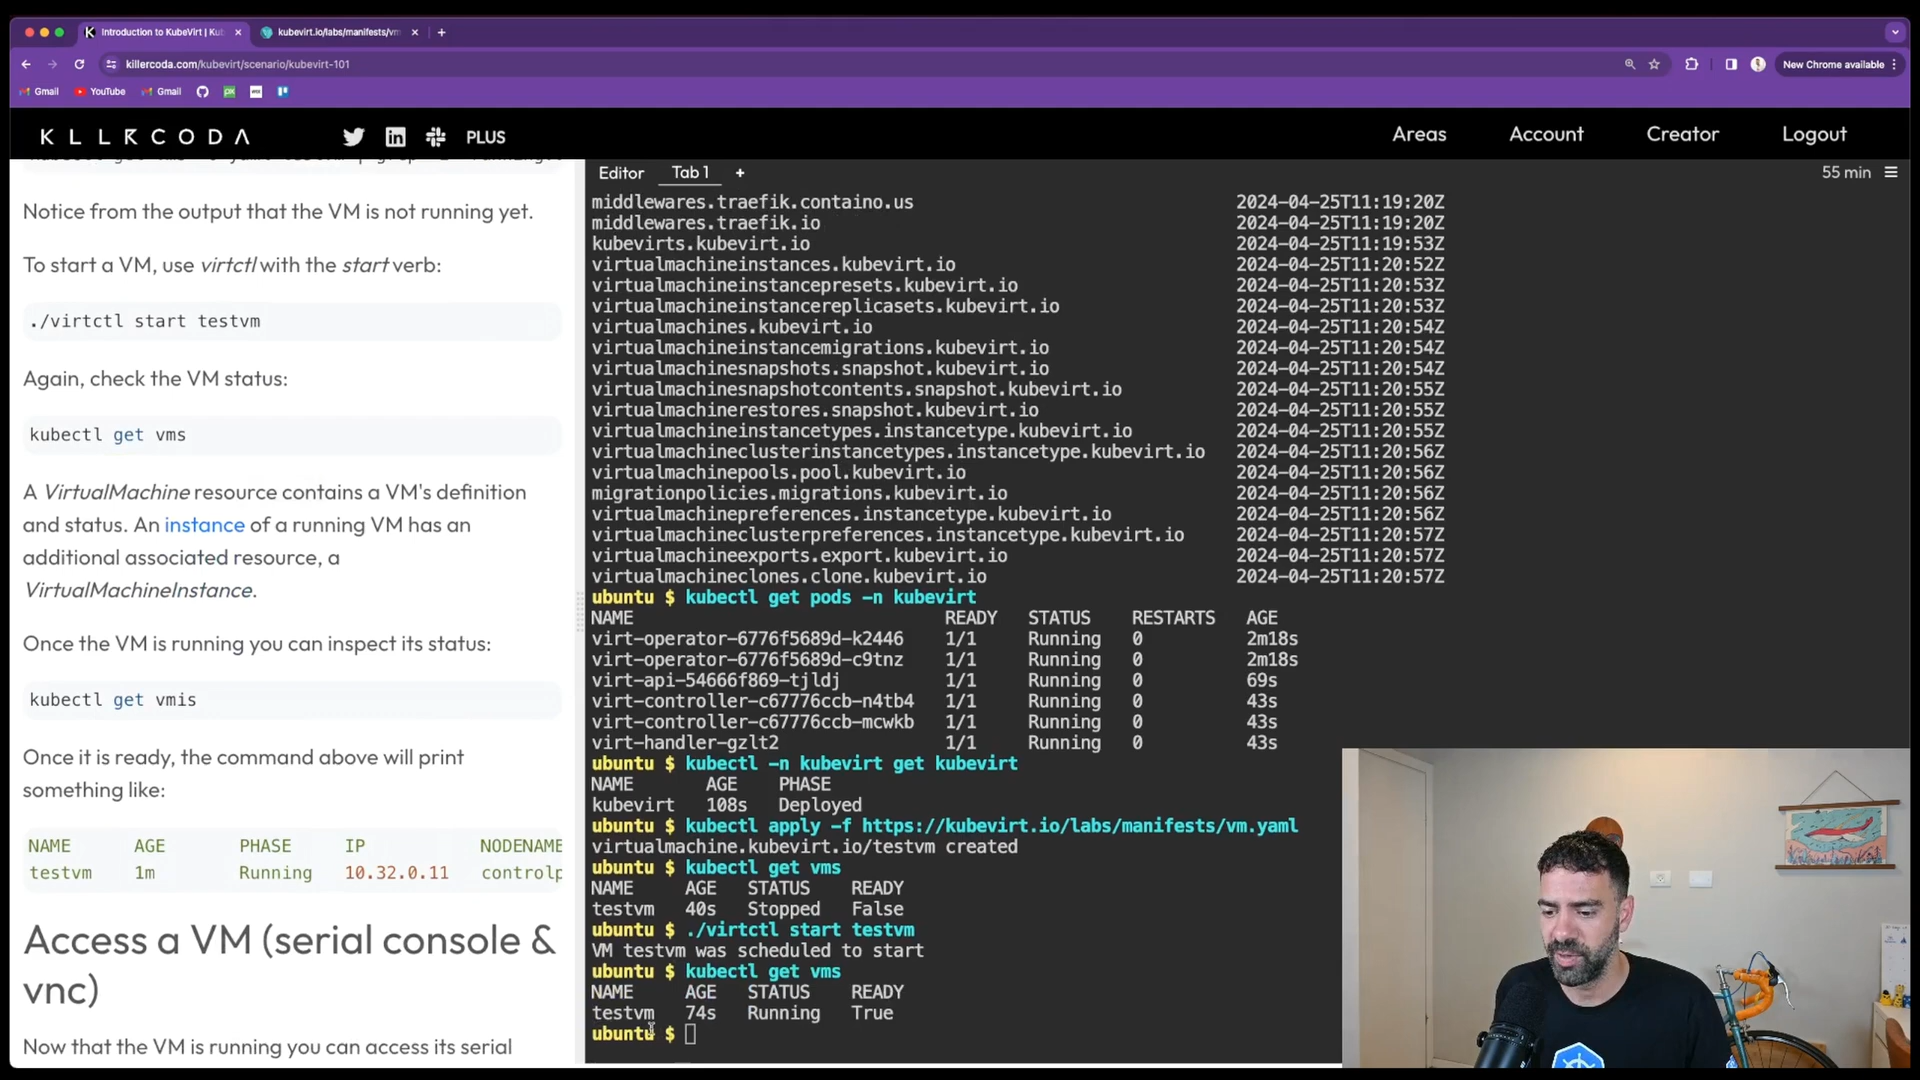 Introduction to KubeVirt | Ku
kubevirt.io/labs/manifests/vm
killercoda.com/kubevirt/scenario/kubevirt-101
New Chrome available
Gmail
YouTube
Gmail
KLLRCODA
PLUS
Areas
Account
Creator
Logout
Notice from the output that the VM is not running yet.
To start a VM, use virtctl with the start verb:
./virtctl start testvm
Again, check the VM status:
kubectl get vms
A VirtualMachine resource contains a VM's definition
and status. An instance of a running VM has an
additional associated resource, a
VirtualMachineInstance.
Once the VM is running you can inspect its status:
kubectl get vmis
Once it is ready, the command above will print
something like:
NAME AGE PHASE IP NODENAME
testvm 1m Running 10.32.0.11 controlp
Access a VM (serial console &
vnc)
Now that the VM is running you can access its serial
Editor Tab 1 +
55 min
middlewares.traefik.containo.us 2024-04-25T11:19:20Z
middlewares.traefik.io 2024-04-25T11:19:20Z
kubevirts.kubevirt.io 2024-04-25T11:19:53Z
virtualmachineinstances.kubevirt.io 2024-04-25T11:20:52Z
virtualmachineinstancepresets.kubevirt.io 2024-04-25T11:20:53Z
virtualmachineinstancereplicasets.kubevirt.io 2024-04-25T11:20:53Z
virtualmachines.kubevirt.io 2024-04-25T11:20:54Z
virtualmachineinstancemigrations.kubevirt.io 2024-04-25T11:20:54Z
virtualmachinesnapshots.snapshot.kubevirt.io 2024-04-25T11:20:54Z
virtualmachinesnapshotcontents.snapshot.kubevirt.io 2024-04-25T11:20:55Z
virtualmachinerestores.snapshot.kubevirt.io 2024-04-25T11:20:55Z
virtualmachineinstancetypes.instancetype.kubevirt.io 2024-04-25T11:20:55Z
virtualmachineclusterinstancetypes.instancetype.kubevirt.io 2024-04-25T11:20:56Z
virtualmachinepools.pool.kubevirt.io 2024-04-25T11:20:56Z
migrationpolicies.migrations.kubevirt.io 2024-04-25T11:20:56Z
virtualmachinepreferences.instancetype.kubevirt.io 2024-04-25T11:20:56Z
virtualmachineclusterpreferences.instancetype.kubevirt.io 2024-04-25T11:20:57Z
virtualmachineexports.export.kubevirt.io 2024-04-25T11:20:57Z
virtualmachineclones.clone.kubevirt.io 2024-04-25T11:20:57Z
ubuntu $ kubectl get pods -n kubevirt
NAME READY STATUS RESTARTS AGE
virt-operator-6776f5689d-k2446 1/1 Running 0 2m18s
virt-operator-6776f5689d-c9tnz 1/1 Running 0 2m18s
virt-api-54666f869-tjldj 1/1 Running 0 69s
virt-controller-c67776ccb-n4tb4 1/1 Running 0 43s
virt-controller-c67776ccb-mcwkb 1/1 Running 0 43s
virt-handler-gzlt2 1/1 Running 0 43s
ubuntu $ kubectl -n kubevirt get kubevirt
NAME AGE PHASE
kubevirt 108s Deployed
ubuntu $ kubectl apply -f https://kubevirt.io/labs/manifests/vm.yaml
virtualmachine.kubevirt.io/testvm created
ubuntu $ kubectl get vms
NAME AGE STATUS READY
testvm 40s Stopped False
ubuntu $ ./virtctl start testvm
VM testvm was scheduled to start
ubuntu $ kubectl get vms
NAME AGE STATUS READY
testvm 74s Running True
ubuntu $